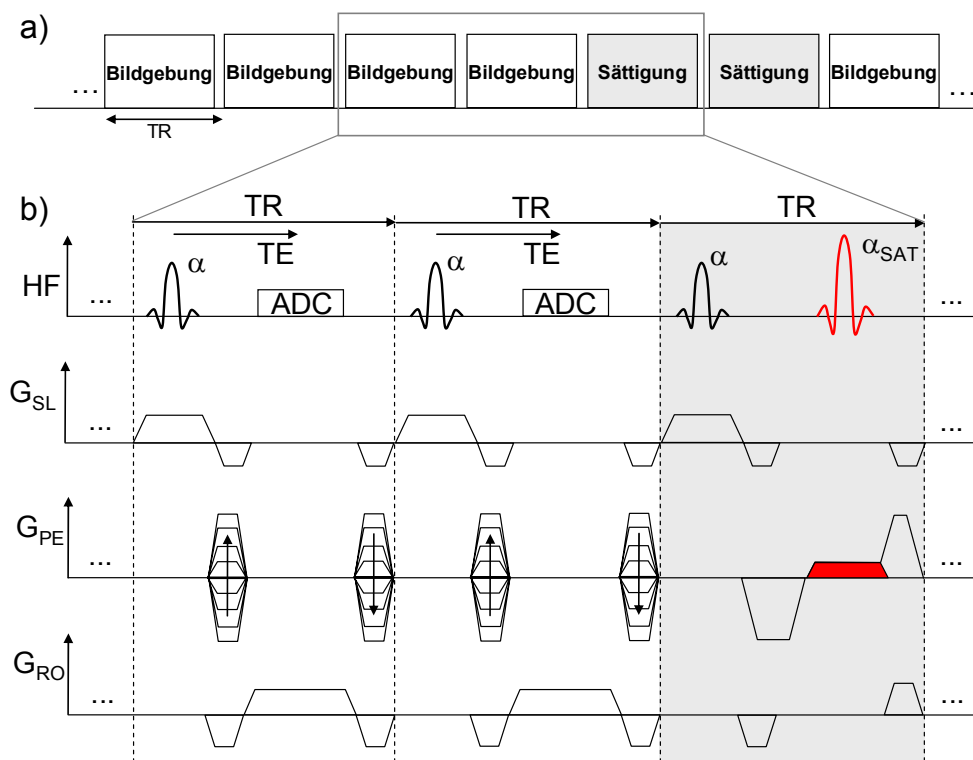 a)
... Bildgebung Bildgebung Bildgebung Bildgebung Sättigung Sättigung Bildgebung ...
TR
b)
TR TR TR
TE TE
HF ... α ADC α ADC α αSAT ...
GSL ... ...
GPE ... ...
GRO ... ...